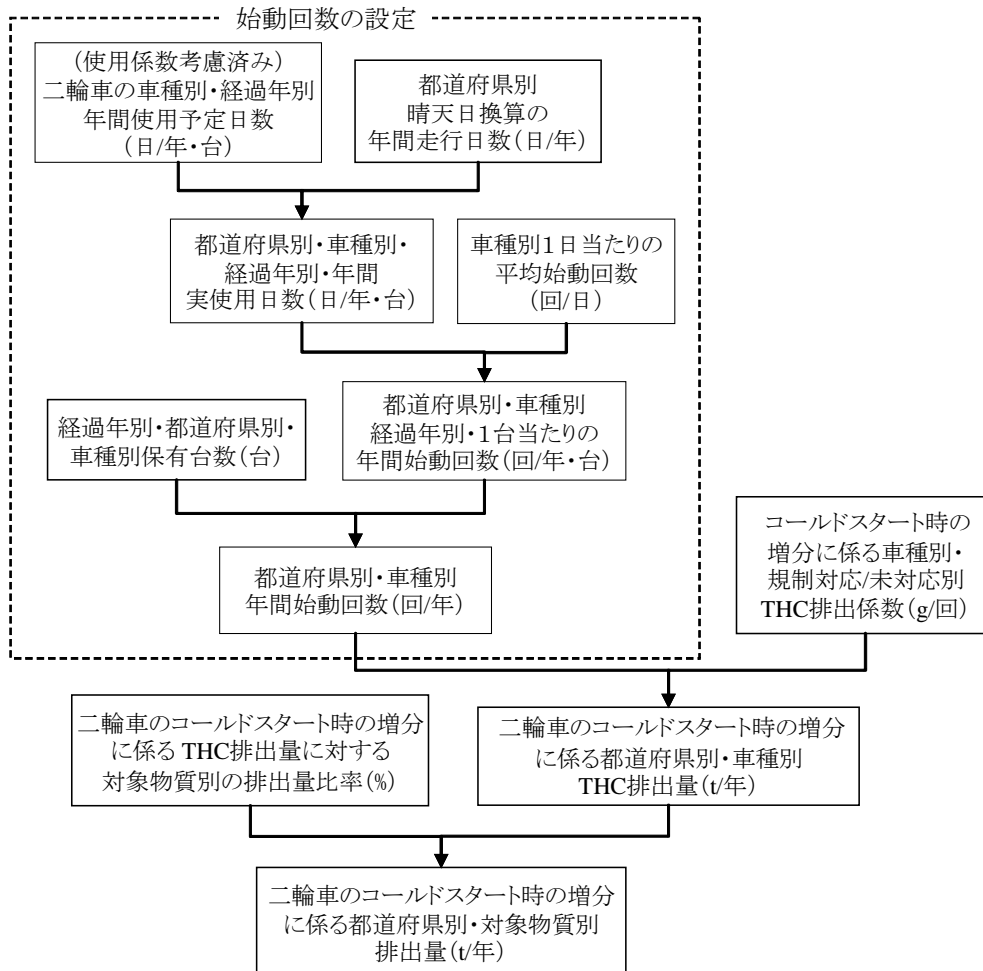 始動回数の設定
(使用係数考慮済み)
二輪車の車種別・経過年別
年間使用予定日数
(日/年・台)
都道府県別
晴天日換算の
年間走行日数(日/年)
都道府県別・車種別・
経過年別・年間
実使用日数(日/年・台)
車種別1日当たりの
平均始動回数
(回/日)
経過年別・都道府県別・
車種別保有台数(台)
都道府県別・車種別
経過年別・1台当たりの
年間始動回数(回/年・台)
都道府県別・車種別
年間始動回数(回/年)
コールドスタート時の
増分に係る車種別・
規制対応/未対応別
THC排出係数(g/回)
二輪車のコールドスタート時の増分
に係るTHC排出量に対する
対象物質別の排出量比率(%)
二輪車のコールドスタート時の増分
に係る都道府県別・車種別
THC排出量(t/年)
二輪車のコールドスタート時の増分
に係る都道府県別・対象物質別
排出量(t/年)